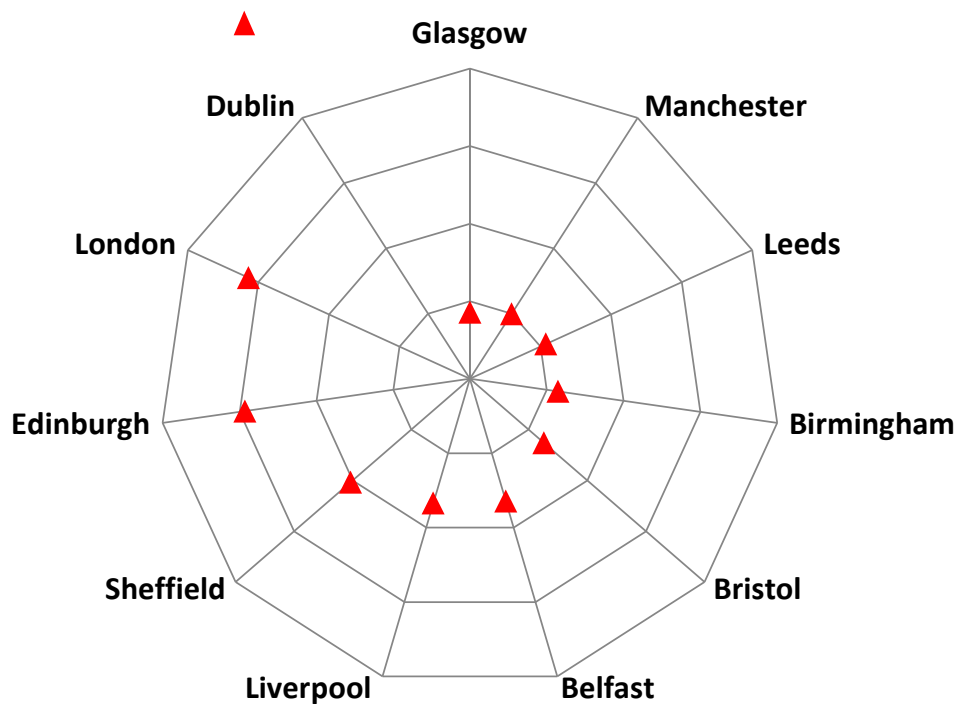 Glasgow
Dublin
Manchester
London
Leeds
Edinburgh
Birmingham
Sheffield
Bristol
Liverpool
Belfast